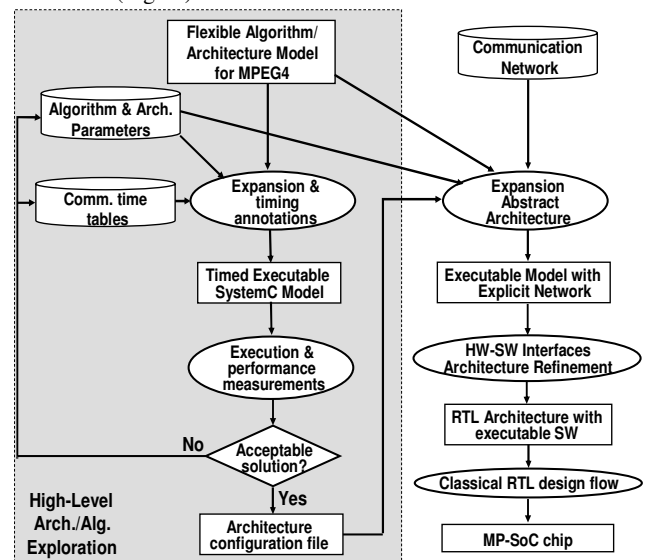 Flexible Algorithm/
Architecture Model
for MPEG4
Communication
Network
Algorithm & Arch.
Parameters
Comm. time
tables
Expansion &
timing
annotations
Expansion
Abstract
Architecture
Timed Executable
SystemC Model
Executable Model with
Explicit Network
Execution &
performance
measurements
HW-SW Interfaces
Architecture Refinement
RTL Architecture with
executable SW
No
Acceptable
solution?
Yes
Classical RTL design flow
High-Level
Arch./Alg.
Exploration
Architecture
configuration file
MP-SoC chip